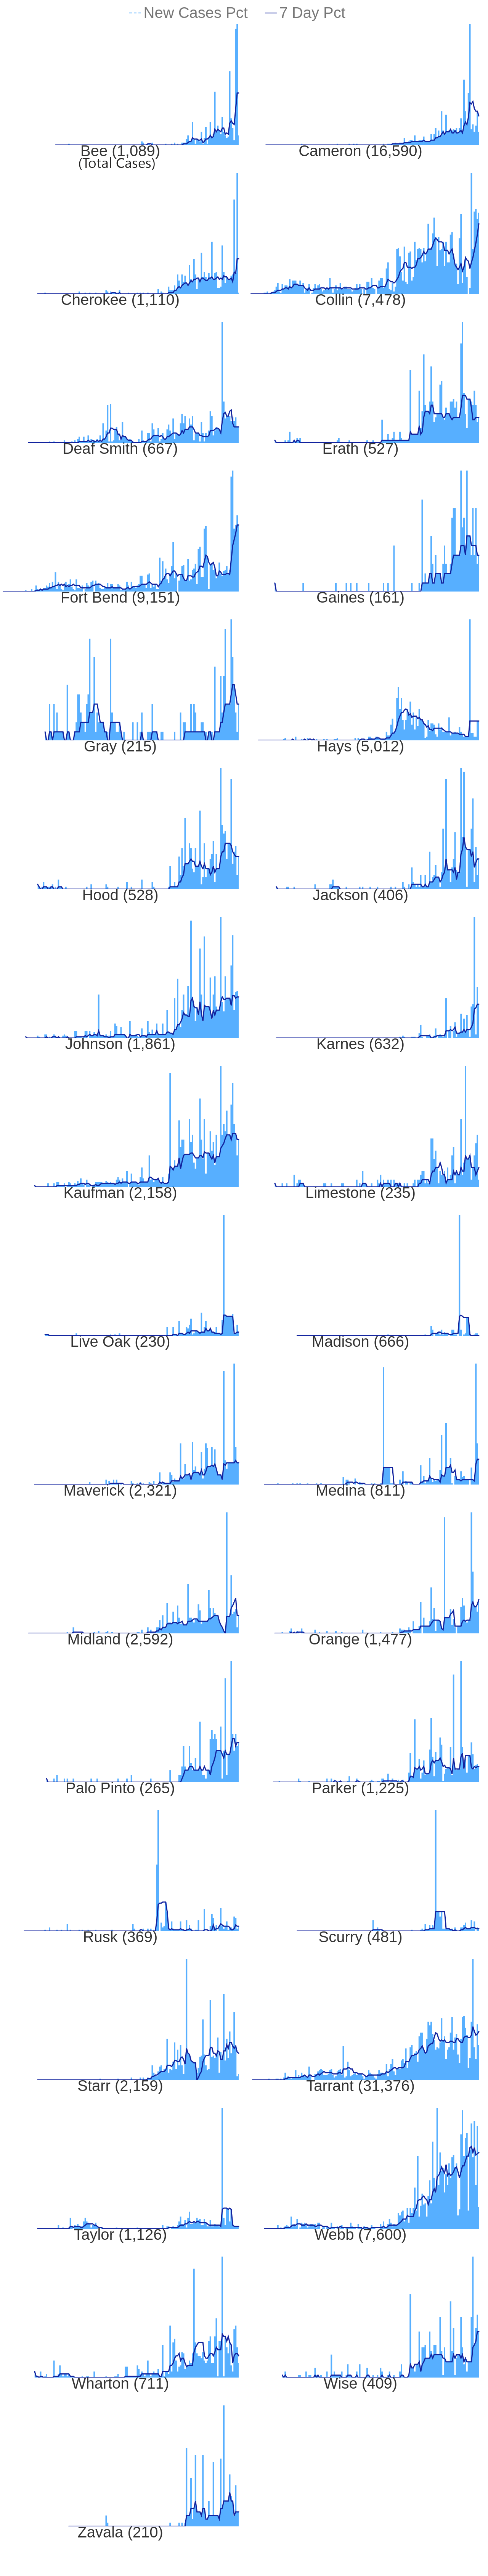 New Cases Pct 7 Day Pct
Bee (1,089) Cameron (16,590)
(Total Cases)
Cherokee (1,110) Collin (7,478)
Deaf Smith (667) Erath (527)
Fort Bend (9,151) Gaines (161)
Gray (215) Hays (5,012)
Hood (528) Jackson (406)
Johnson (1,861) Karnes (632)
Kaufman (2,158) Limestone (235)
Live Oak (230) Madison (666)
Maverick (2,321) Medina (811)
Midland (2,592) Orange (1,477)
Palo Pinto (265) Parker (1,225)
Rusk (369) Scurry (481)
Starr (2,159) Tarrant (31,376)
Taylor (1,126) Webb (7,600)
Wharton (711) Wise (409)
Zavala (210)